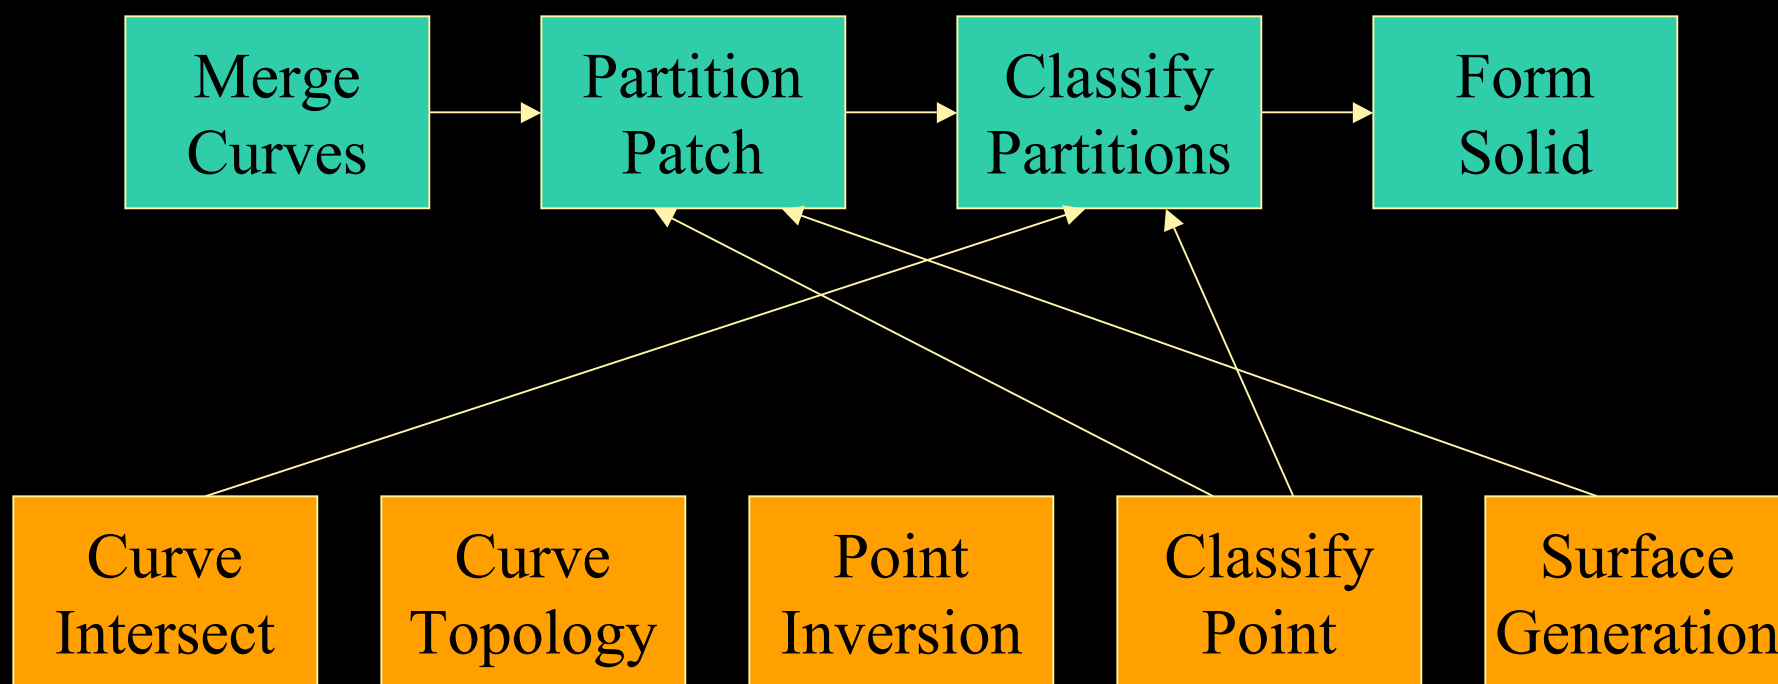 Merge
Curves
Partition
Patch
Classify
Partitions
Form
Solid
Curve
Intersect
Curve
Topology
Point
Inversion
Classify
Point
Surface
Generation